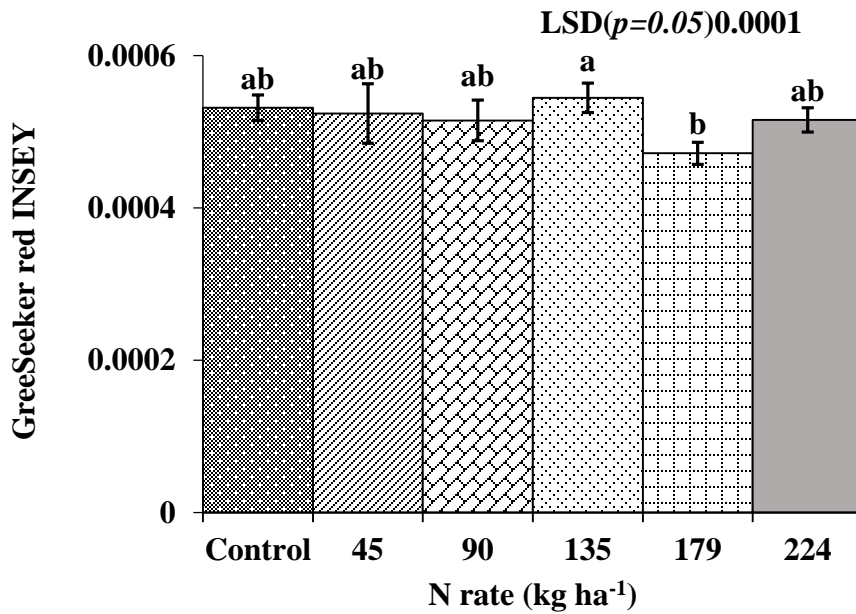 LSD(p=0.05)0.0001
GreeSeeker red INSEY
0.0006
0.0004
0.0002
0
ab
ab
ab
a
b
ab
Control 45 90 135 179 224
N rate (kg ha⁻¹)